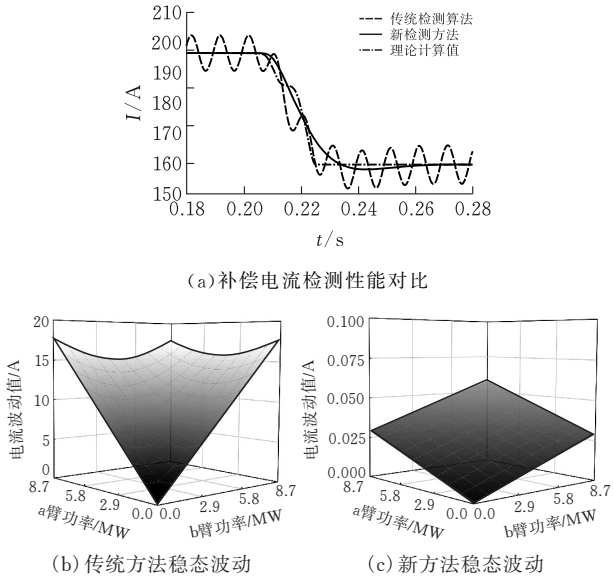 210
200
190
180
170
160
150
I/A
传统检测算法
新检测方法
理论计算值
0.18 0.20 0.22 0.24 0.26 0.28
t/s
(a)补偿电流检测性能对比
20
15
10
5
0
电流波动值/A
8.7 5.8 2.9 0.0
a臂功率/MW
0.0 2.9 5.8 8.7
b臂功率/MW
(b)传统方法稳态波动
0.100
0.075
0.050
0.025
0.000
电流波动值/A
8.7 5.8 2.9 0.0
a臂功率/MW
0.0 2.9 5.8 8.7
b臂功率/MW
(c)新方法稳态波动